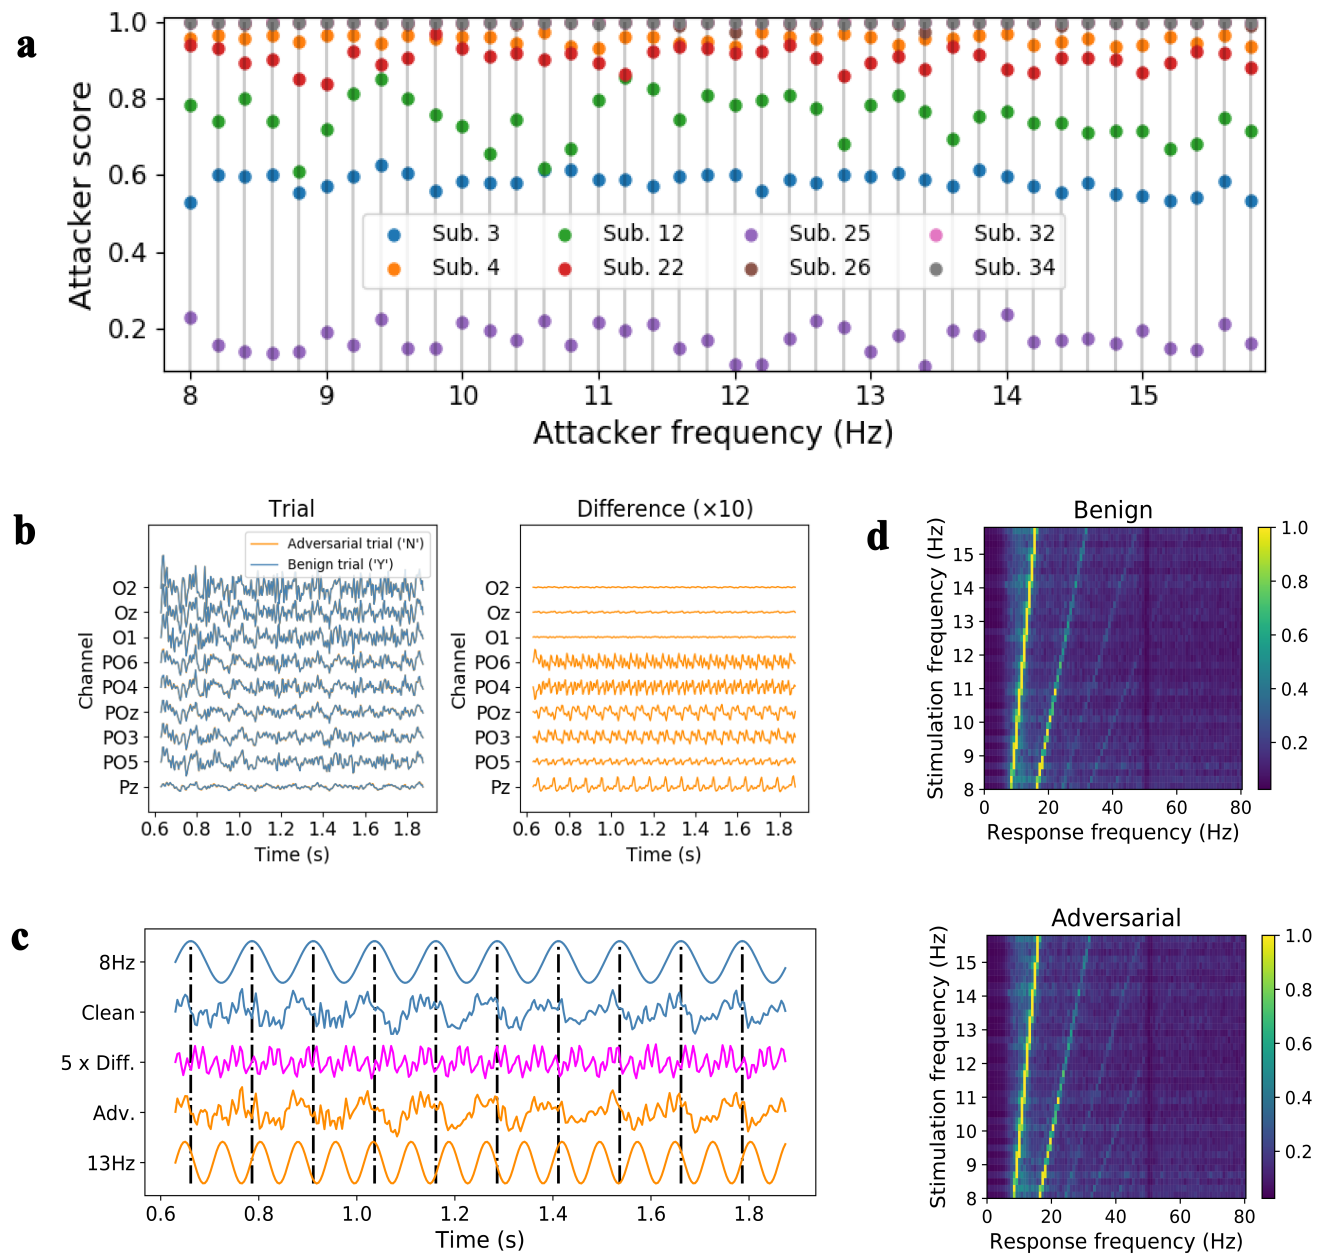 a
Attacker score
1.0
0.8
0.6
0.4
0.2
Sub. 3
Sub. 12
Sub. 25
Sub. 32
Sub. 4
Sub. 22
Sub. 26
Sub. 34
8 9 10 11 12 13 14 15
Attacker frequency (Hz)
b
Trial
Adversarial trial ('N')
Benign trial ('Y')
Channel
O2
Oz
O1
PO6
PO4
POz
PO3
PO5
Pz
0.6 0.8 1.0 1.2 1.4 1.6 1.8
Time (s)
Difference (×10)
Channel
O2
Oz
O1
PO6
PO4
POz
PO3
PO5
Pz
0.6 0.8 1.0 1.2 1.4 1.6 1.8
Time (s)
c
8Hz
Clean
5 x Diff.
Adv.
13Hz
0.6 0.8 1.0 1.2 1.4 1.6 1.8
Time (s)
d
Benign
Stimulation frequency (Hz)
15
14
13
12
11
10
9
8
0 20 40 60 80
Response frequency (Hz)
1.0
0.8
0.6
0.4
0.2
Adversarial
Stimulation frequency (Hz)
15
14
13
12
11
10
9
8
0 20 40 60 80
Response frequency (Hz)
1.0
0.8
0.6
0.4
0.2